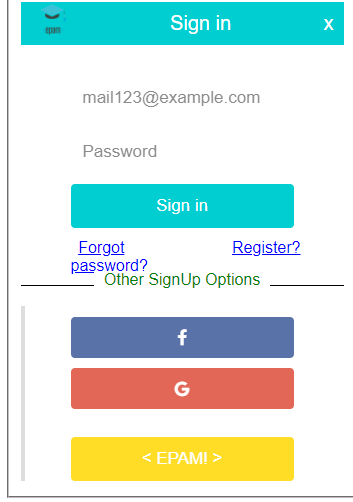 epam
Sign in
x
mail123@example.com
Password
Sign in
Forgot
password?
Register?
Other SignUp Options
f
G
< EPAM! >